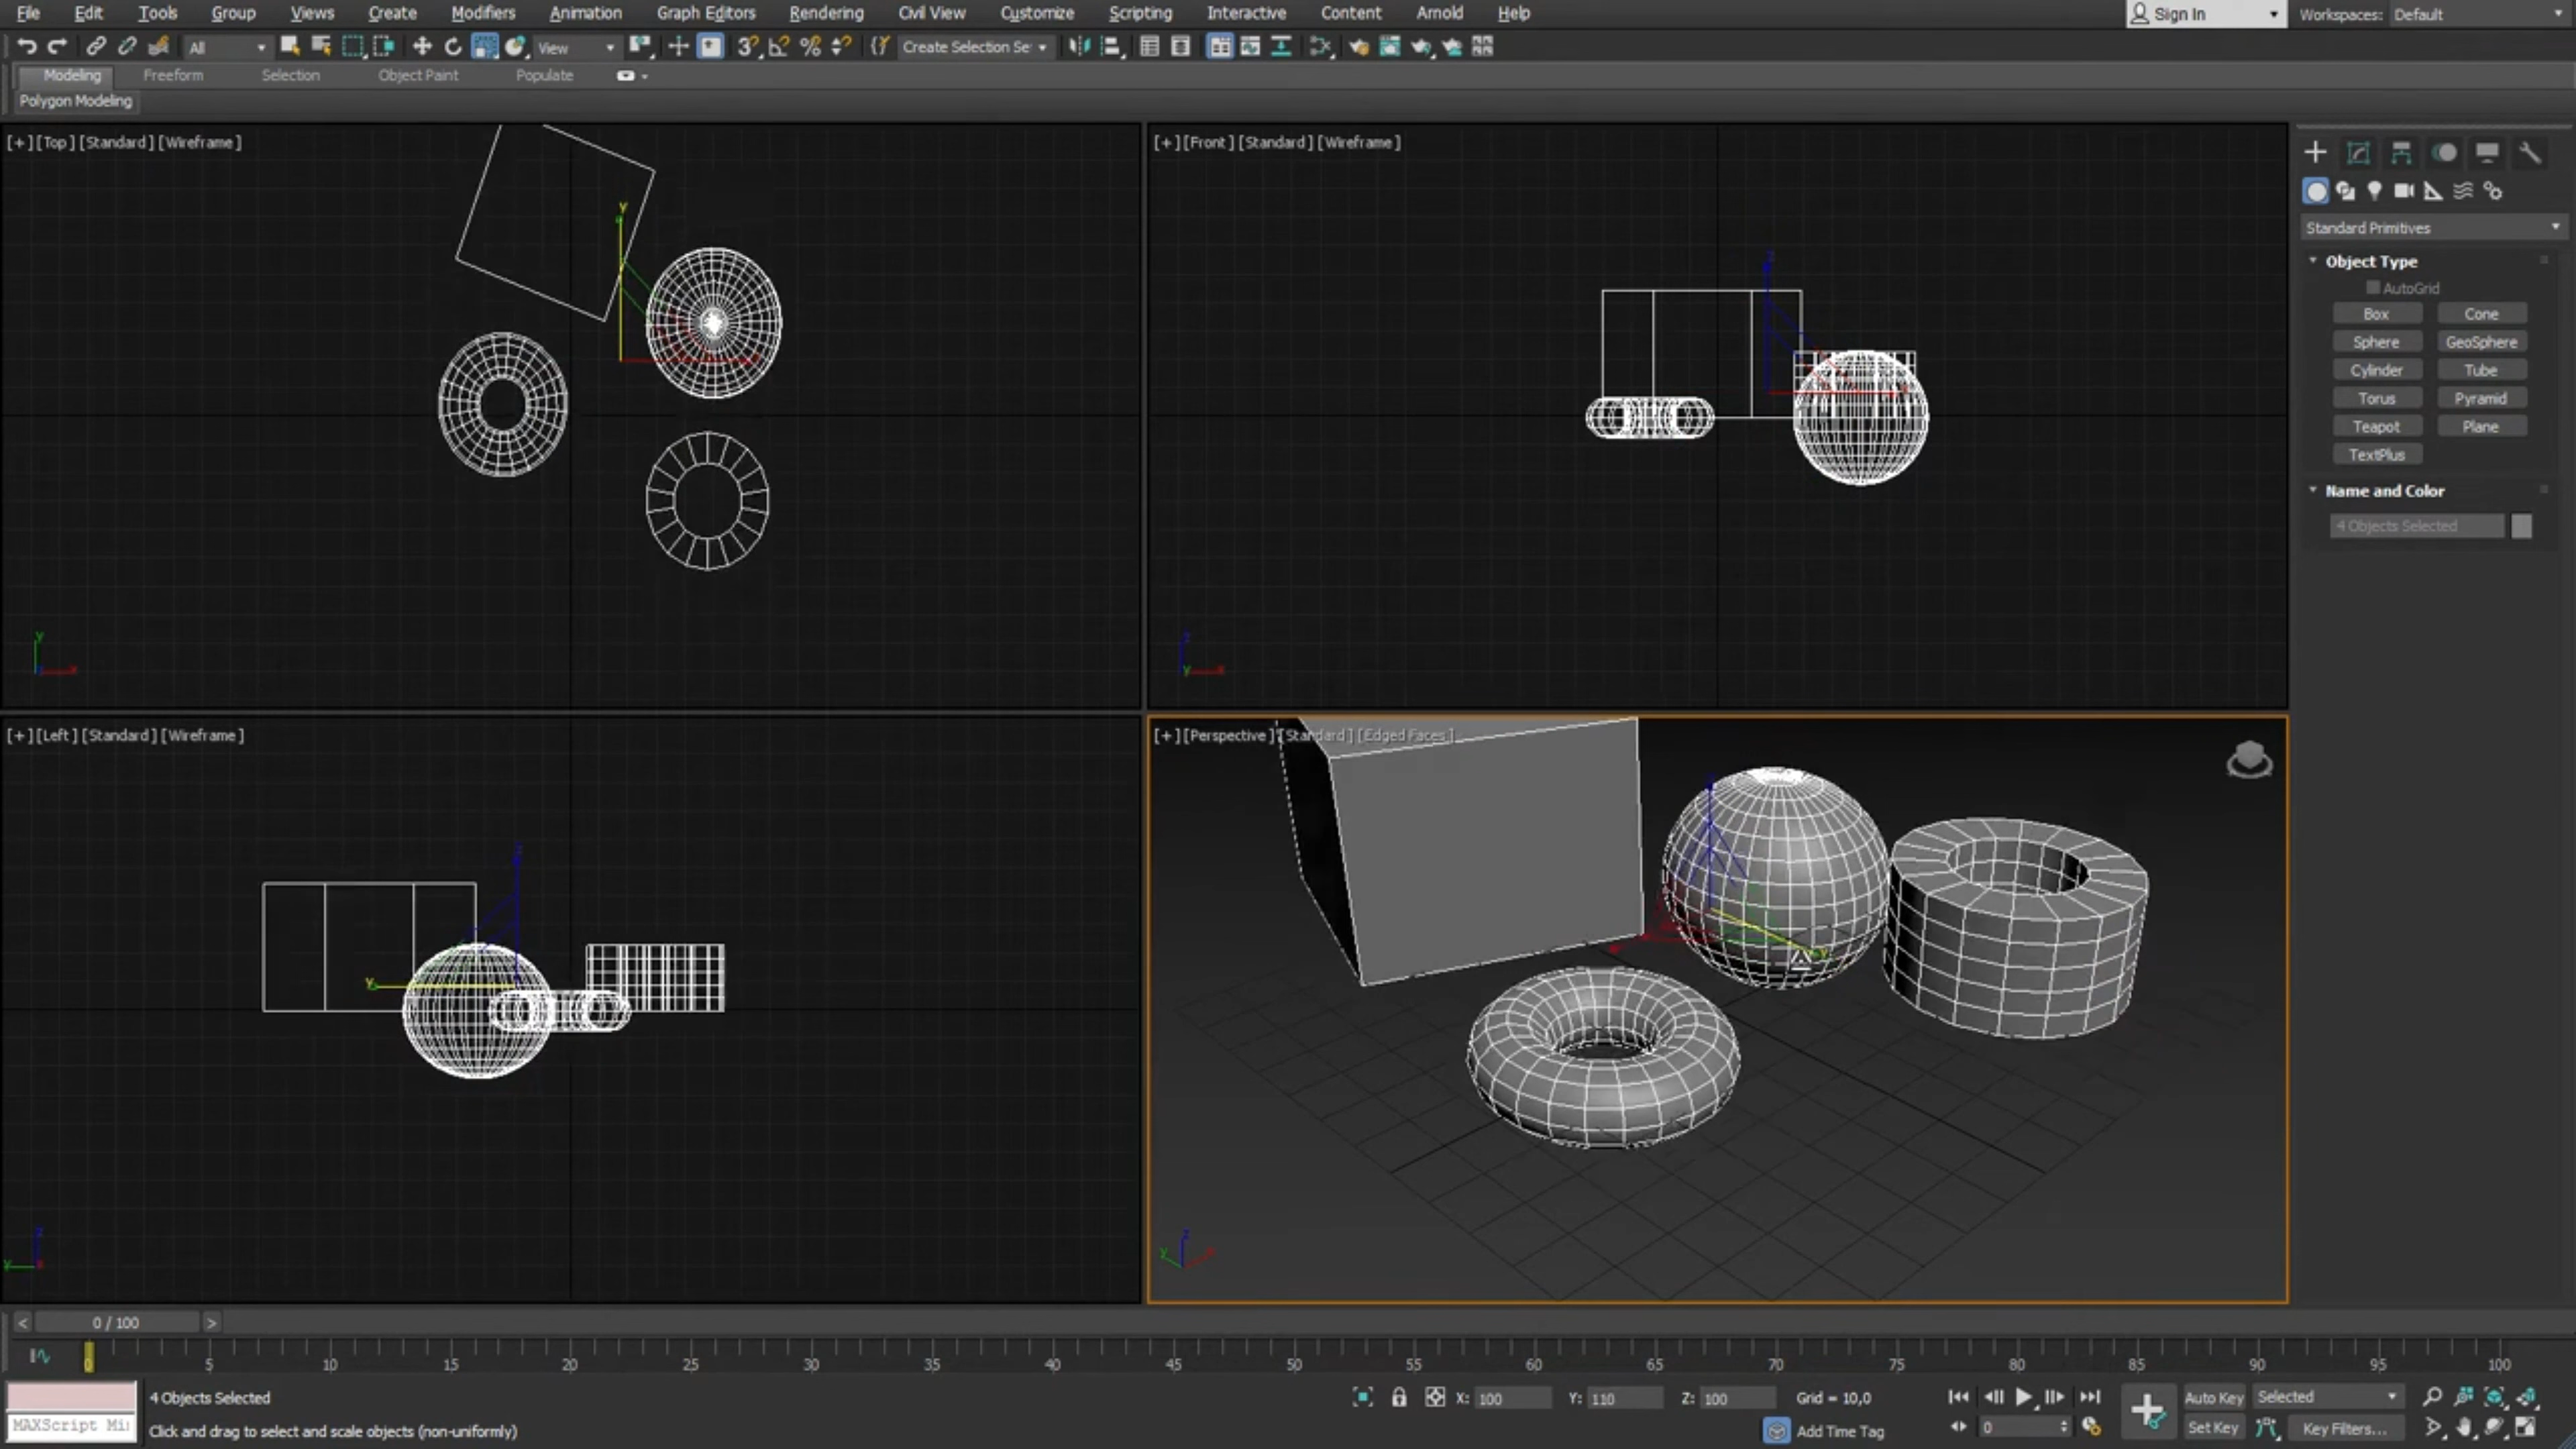 File Edit Tools Group Views Create Modifiers Animation Graph Editors Rendering Civil View Customize Scripting Interactive Content Arnold Help Sign In Workspaces: Default
All View Create Selection Se
Modeling Freeform Selection Object Paint Populate
Polygon Modeling
[+] [Top] [Standard] [Wireframe]
[+] [Front] [Standard] [Wireframe]
Standard Primitives
Object Type
AutoGrid
Box Cone
Sphere GeoSphere
Cylinder Tube
Torus Pyramid
Teapot Plane
TextPlus
Name and Color
4 Objects Selected
[+] [Left] [Standard] [Wireframe]
[+] [Perspective] [Standard] [Edged Faces]
< 0 / 100 >
0 5 10 15 20 25 30 35 40 45 50 55 60 65 70 75 80 85 90 95 100
4 Objects Selected X: 100 Y: 110 Z: 100 Grid = 10,0 Auto Key Selected
MAXScript Mi Click and drag to select and scale objects (non-uniformly) Add Time Tag 0 Set Key Key Filters...